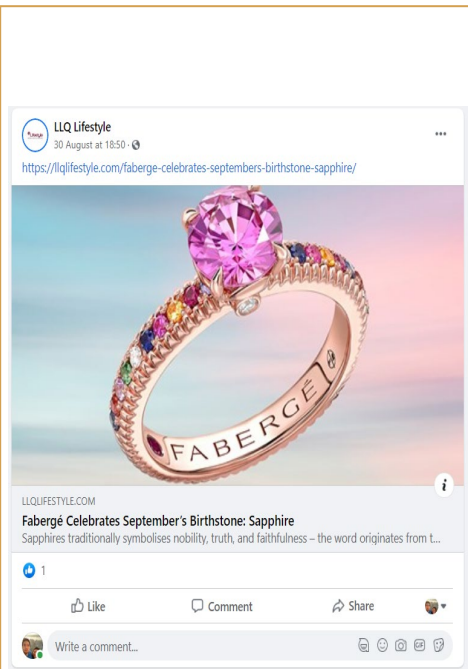 LLQ Lifestyle
30 August at 18:50 ·
https://llqlifestyle.com/faberge-celebrates-septembers-birthstone-sapphire/
FABERGÉ
LLQLIFESTYLE.COM
Fabergé Celebrates September's Birthstone: Sapphire
Sapphires traditionally symbolises nobility, truth, and faithfulness – the word originates from t...
1
Like Comment Share
Write a comment...
GIF